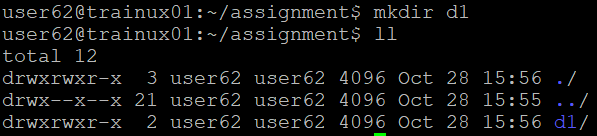 user62@trainux01:~/assignment$ mkdir d1
user62@trainux01:~/assignment$ ll
total 12
drwxrwxr-x  3 user62 user62 4096 Oct 28 15:56 ./
drwx--x--x 21 user62 user62 4096 Oct 28 15:55 ../
drwxrwxr-x  2 user62 user62 4096 Oct 28 15:56 d1/